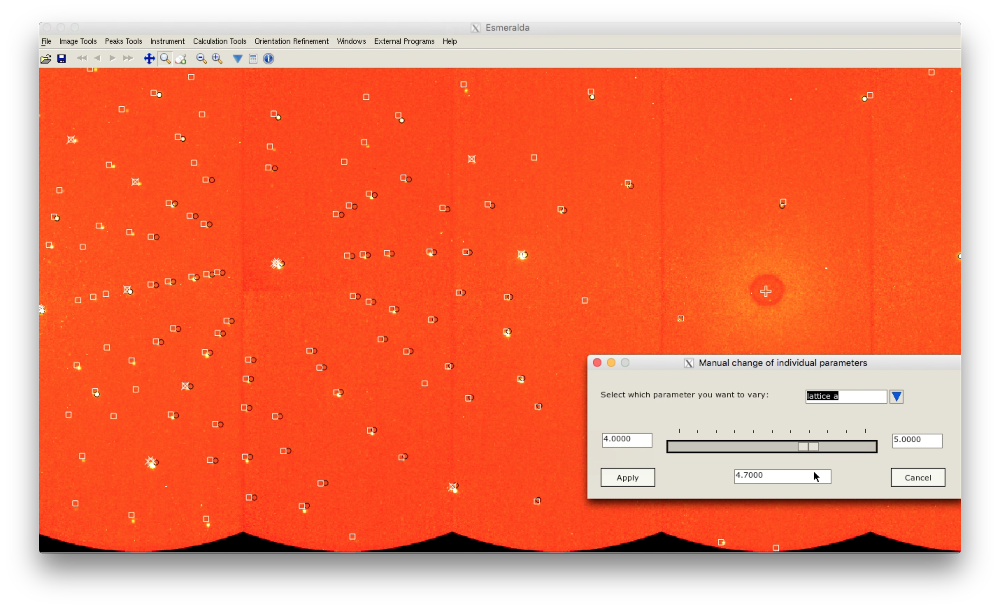 Esmeralda
File Image Tools Peaks Tools Instrument Calculation Tools Orientation Refinement Windows External Programs Help
Manual change of individual parameters
Select which parameter you want to vary: lattice a
4.0000 5.0000
Apply 4.7000 Cancel